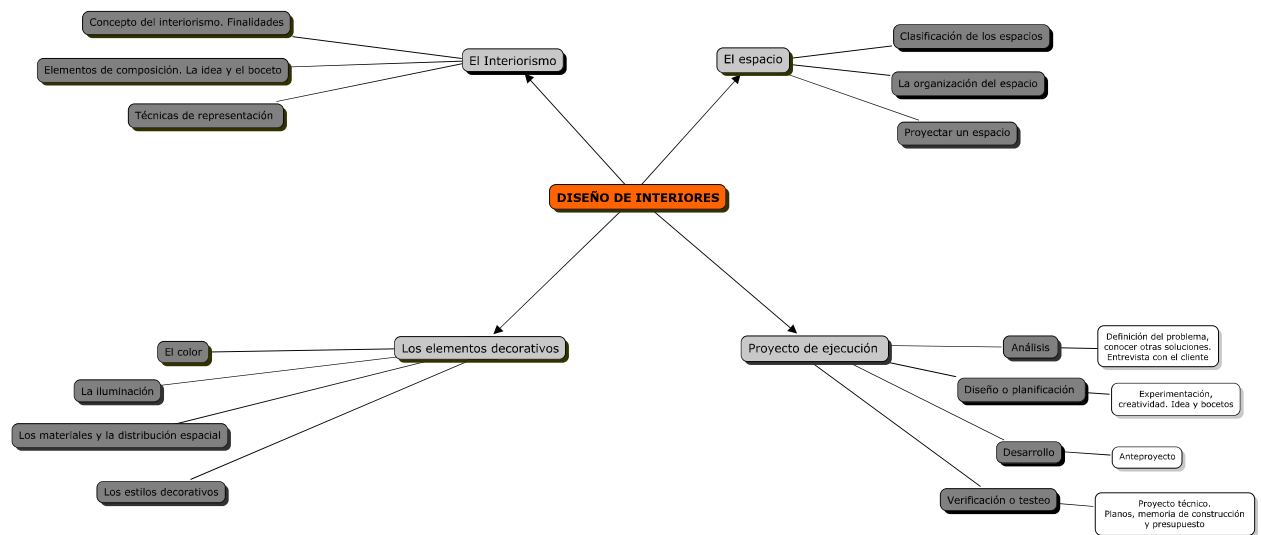 DISEÑO DE INTERIORES
El Interiorismo
Concepto del interiorismo. Finalidades
Elementos de composición. La idea y el boceto
Técnicas de representación
El espacio
Clasificación de los espacios
La organización del espacio
Proyectar un espacio
Los elementos decorativos
El color
La iluminación
Los materiales y la distribución espacial
Los estilos decorativos
Proyecto de ejecución
Análisis
Definición del problema,
conocer otras soluciones.
Entrevista con el cliente
Diseño o planificación
Experimentación,
creatividad. Idea y bocetos
Desarrollo
Anteproyecto
Verificación o testeo
Proyecto técnico.
Planos, memoria de construcción
y presupuesto